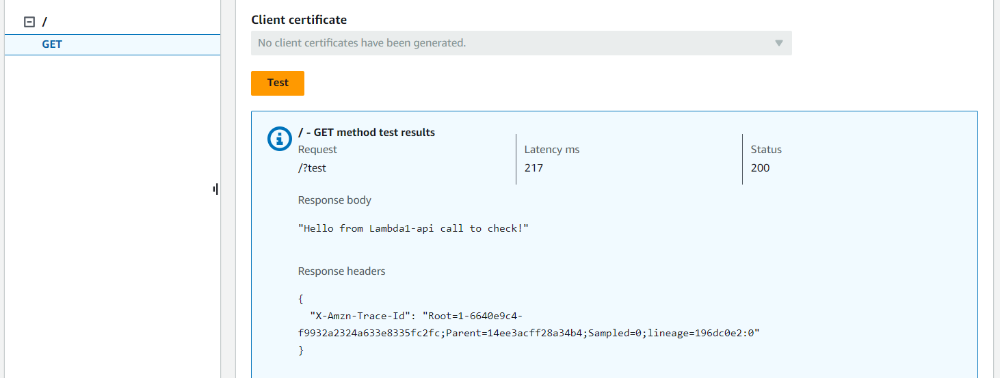 /
GET
Client certificate
No client certificates have been generated.
Test
/ - GET method test results
Request
/?test
Latency ms
217
Status
200
Response body
"Hello from Lambda1-api call to check!"
Response headers
{
"X-Amzn-Trace-Id": "Root=1-6640e9c4-
f9932a2324a633e8335fc2fc;Parent=14ee3acff28a34b4;Sampled=0;lineage=196dc0e2:0"
}